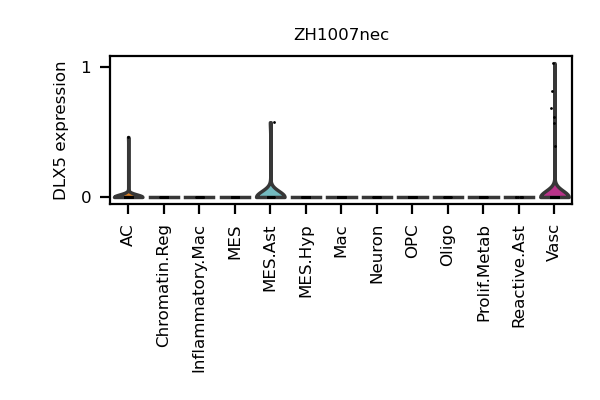 ZH1007nec
DLX5 expression
1
0
AC
Chromatin.Reg
Inflammatory.Mac
MES
MES.Ast
MES.Hyp
Mac
Neuron
OPC
Oligo
Prolif.Metab
Reactive.Ast
Vasc